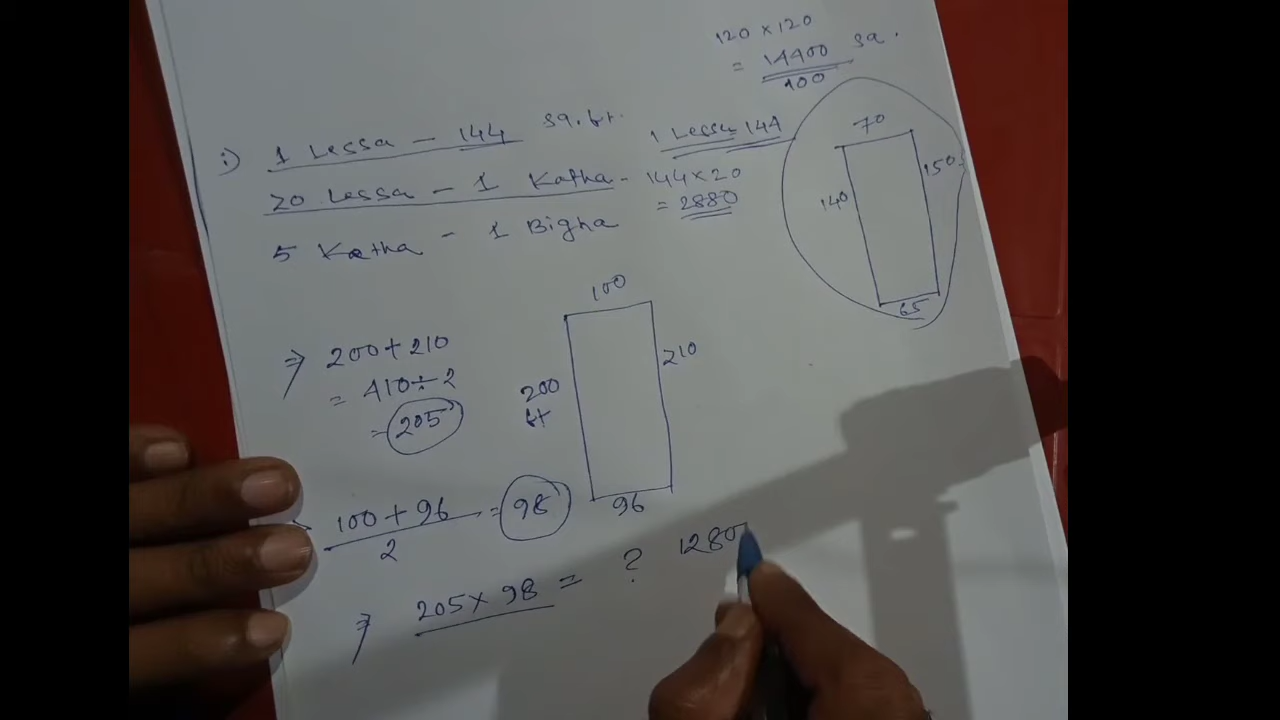 120 × 120
= 14400 sq.
100
:) 1 Lessa – 144 sq.ft.
1 Lessa 144
20 Lessa – 1 Katha –
144×20
= 2880
5 Katha – 1 Bigha
70
140
150
65
⇒ 200+210
= 410÷2
= 205
100
200 ft
210
96
100 + 96 = 98
2
⇒ 205 × 98 = ?
1280